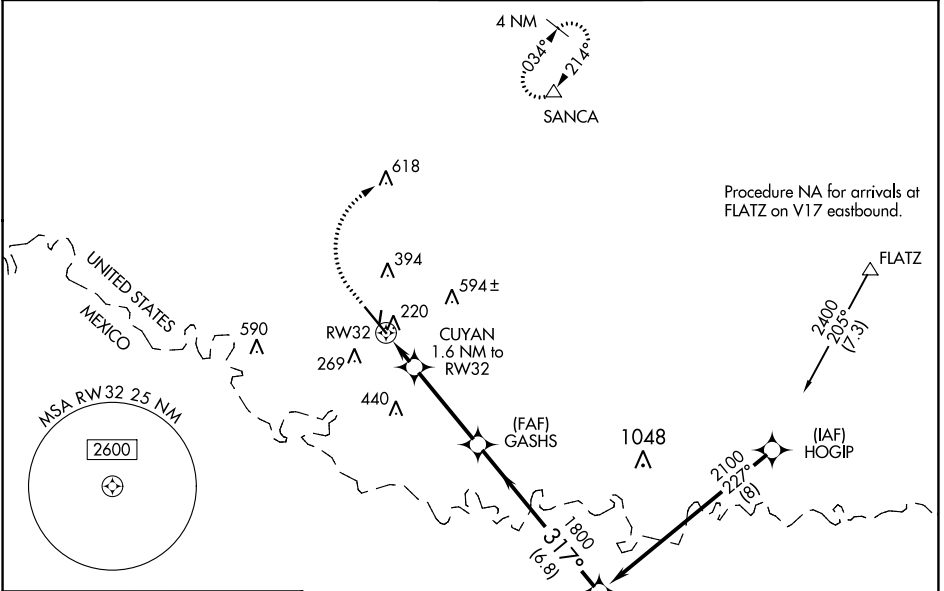 4 NM
034°
214°
SANCA
618
Procedure NA for arrivals at
FLATZ on V17 eastbound.
FLATZ
394
594±
2400
205°
(7.3)
UNITED STATES
MEXICO
590
220
RW32
CUYAN
1.6 NM to
RW32
269
440
MSA RW32 25 NM
2600
(FAF)
GASHS
1048
(IAF)
HOGIP
2100
227°
(8)
1800
317°
(6.8)